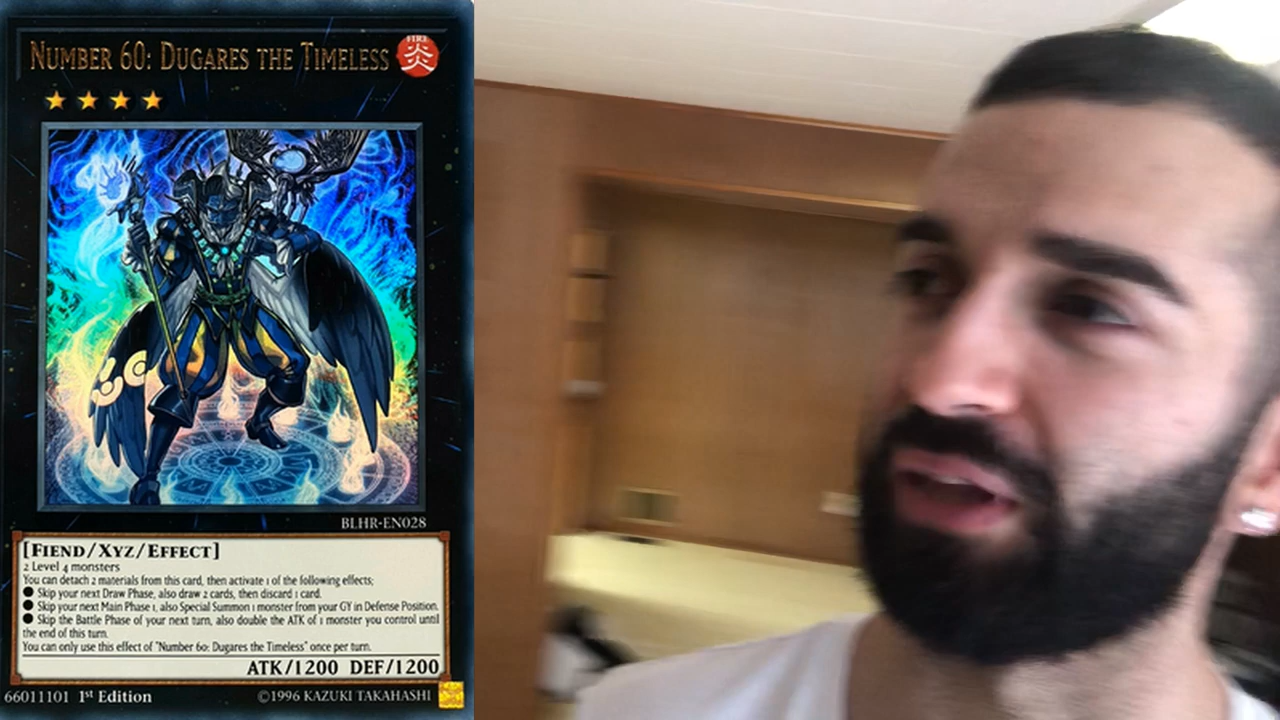 NUMBER 60: DUGARES THE TIMELESS
FIRE
炎
BLHR-EN028
[FIEND/XYZ/EFFECT]
2 Level 4 monsters
You can detach 2 materials from this card, then activate 1 of the following effects;
● Skip your next Draw Phase, also draw 2 cards, then discard 1 card.
● Skip your next Main Phase 1, also Special Summon 1 monster from your GY in Defense Position.
● Skip the Battle Phase of your next turn, also double the ATK of 1 monster you control until
the end of this turn.
You can only use this effect of "Number 60: Dugares the Timeless" once per turn.
ATK/1200 DEF/1200
66011101 1st Edition ©1996 KAZUKI TAKAHASHI